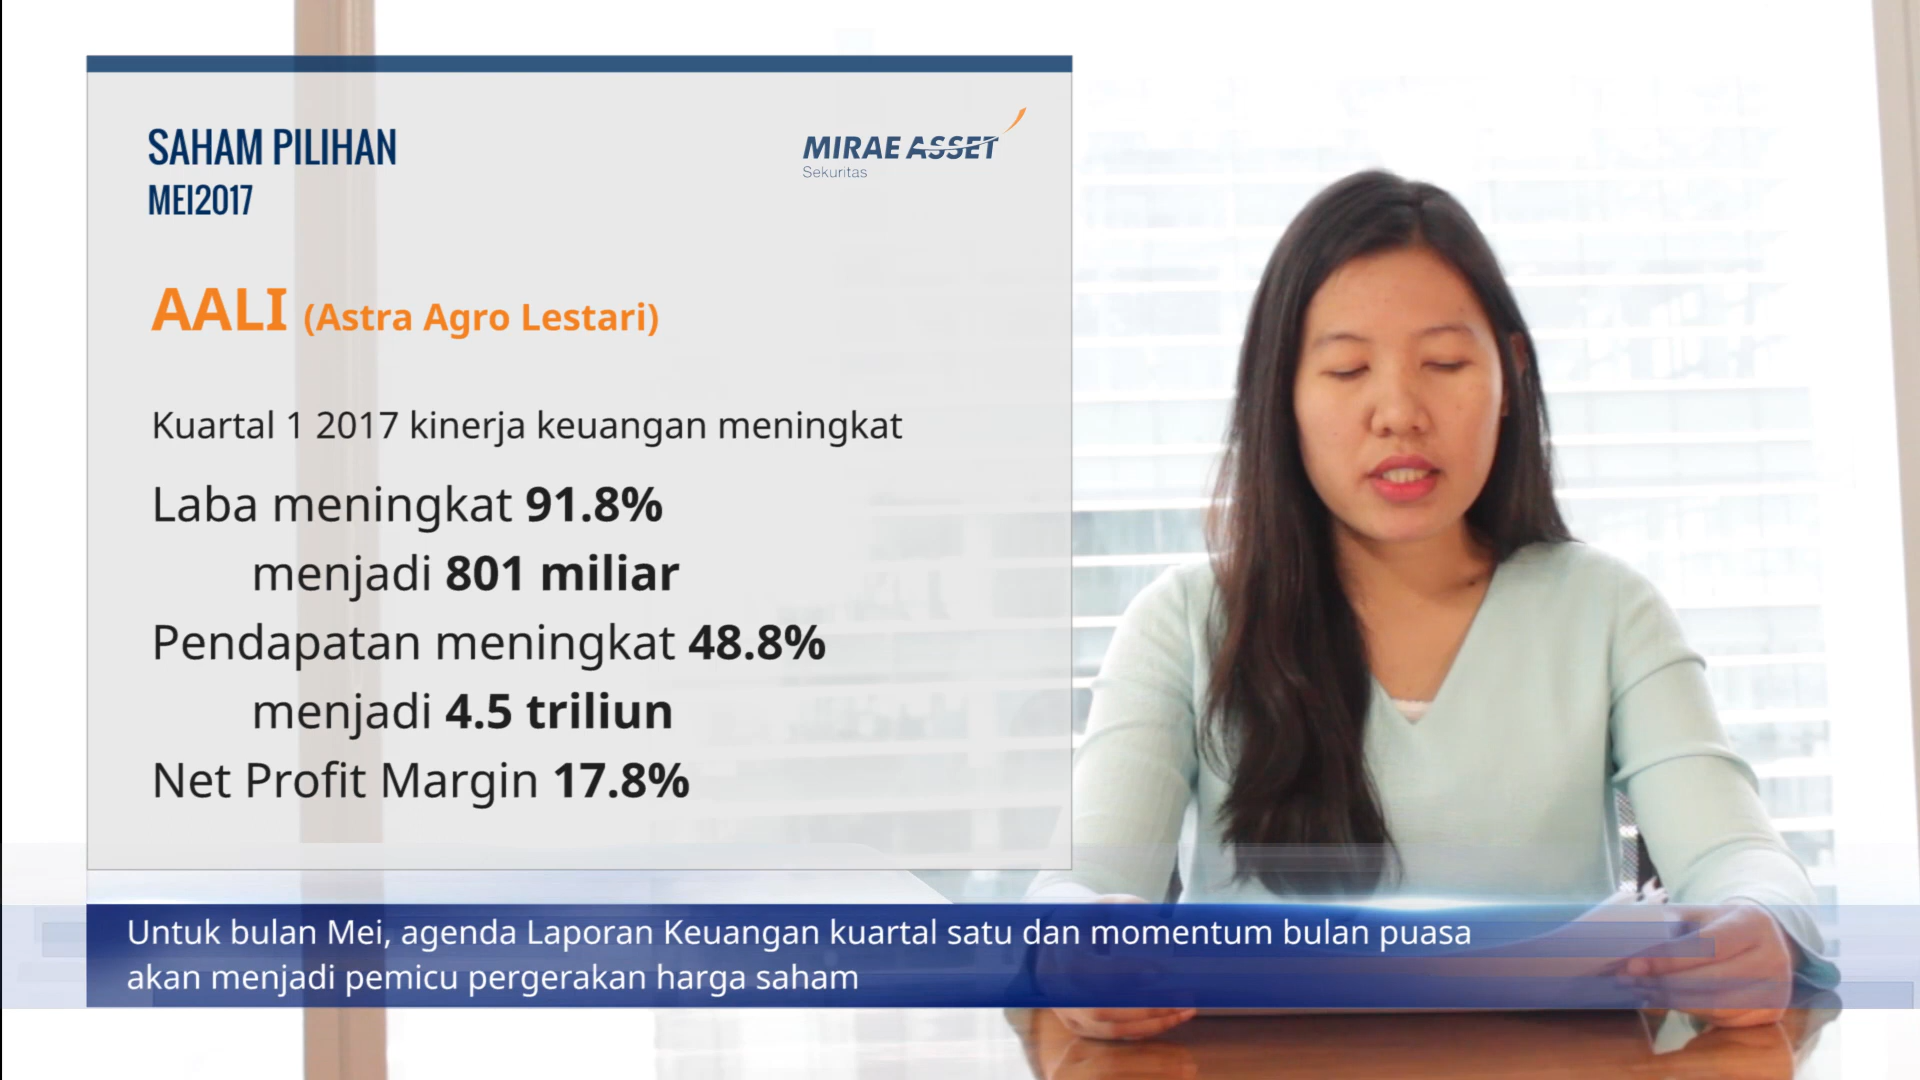 SAHAM PILIHAN
MEI2017
MIRAE ASSET
Sekuritas
AALI (Astra Agro Lestari)
Kuartal 1 2017 kinerja keuangan meningkat
Laba meningkat 91.8%
menjadi 801 miliar
Pendapatan meningkat 48.8%
menjadi 4.5 triliun
Net Profit Margin 17.8%
Untuk bulan Mei, agenda Laporan Keuangan kuartal satu dan momentum bulan puasa
akan menjadi pemicu pergerakan harga saham